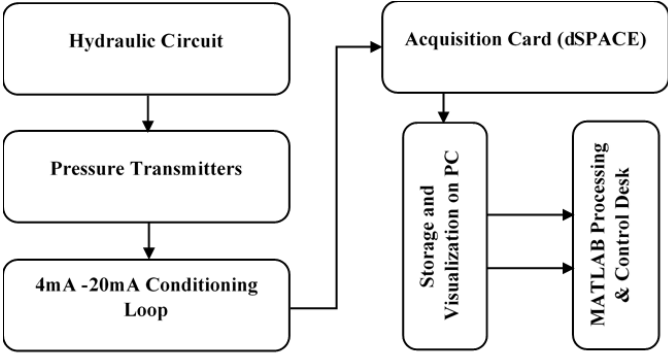 Hydraulic Circuit
Pressure Transmitters
4mA -20mA Conditioning
Loop
Acquisition Card (dSPACE)
Storage and
Visualization on PC
MATLAB Processing
& Control Desk